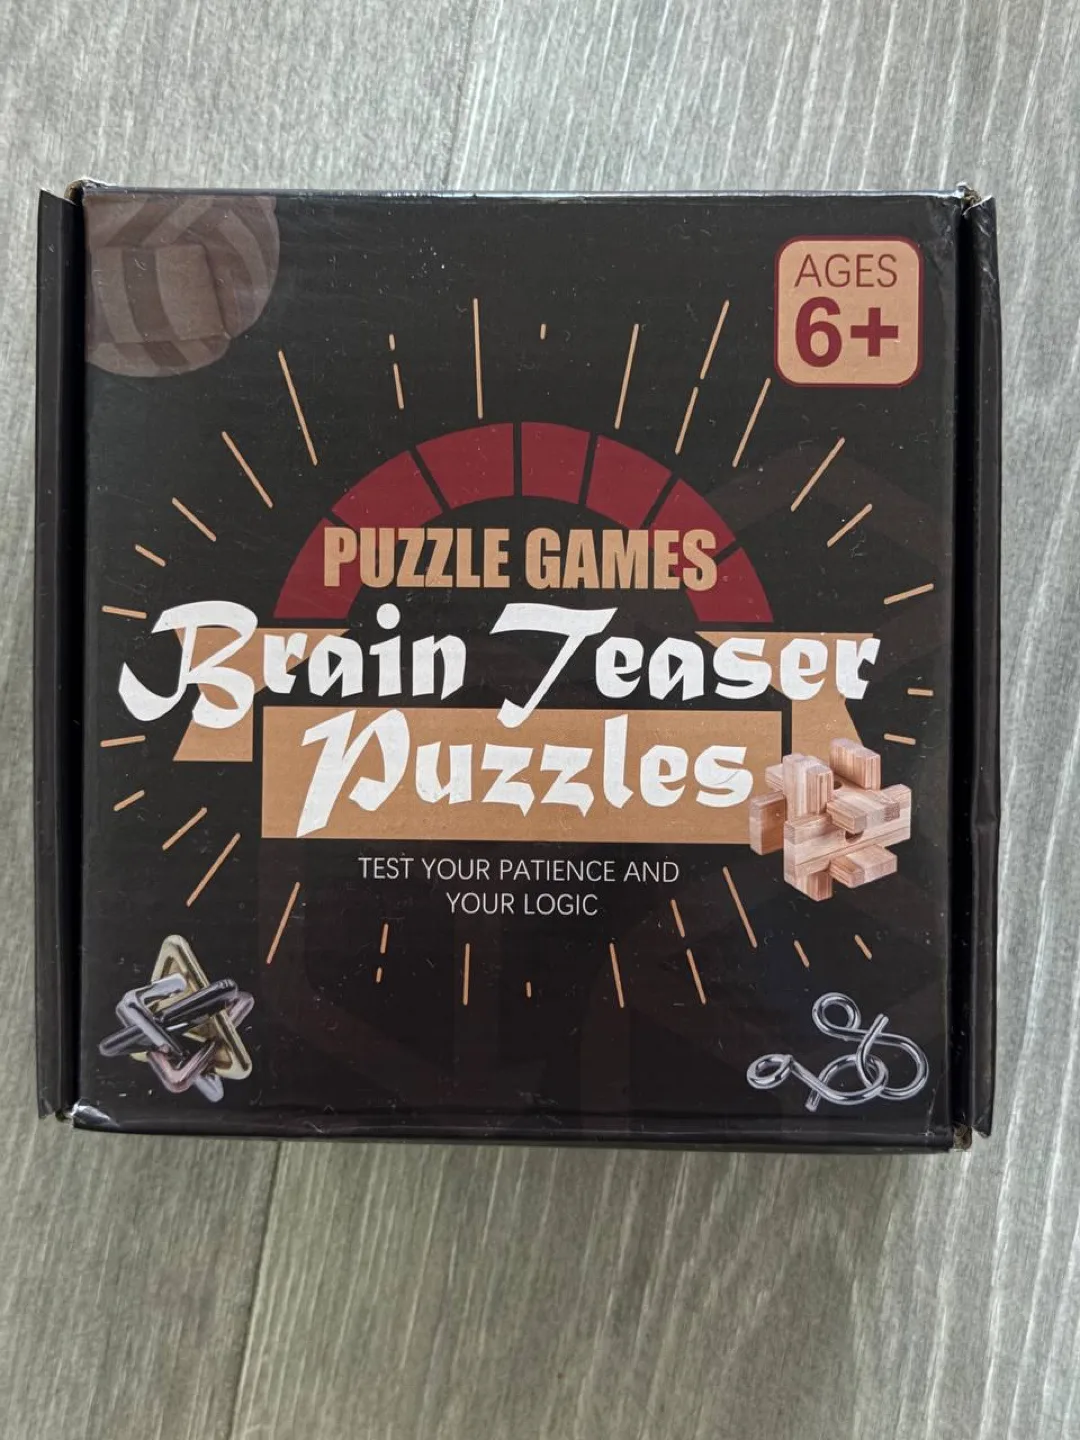 AGES
6+
PUZZLE GAMES
Brain Teaser
Puzzles
TEST YOUR PATIENCE AND
YOUR LOGIC